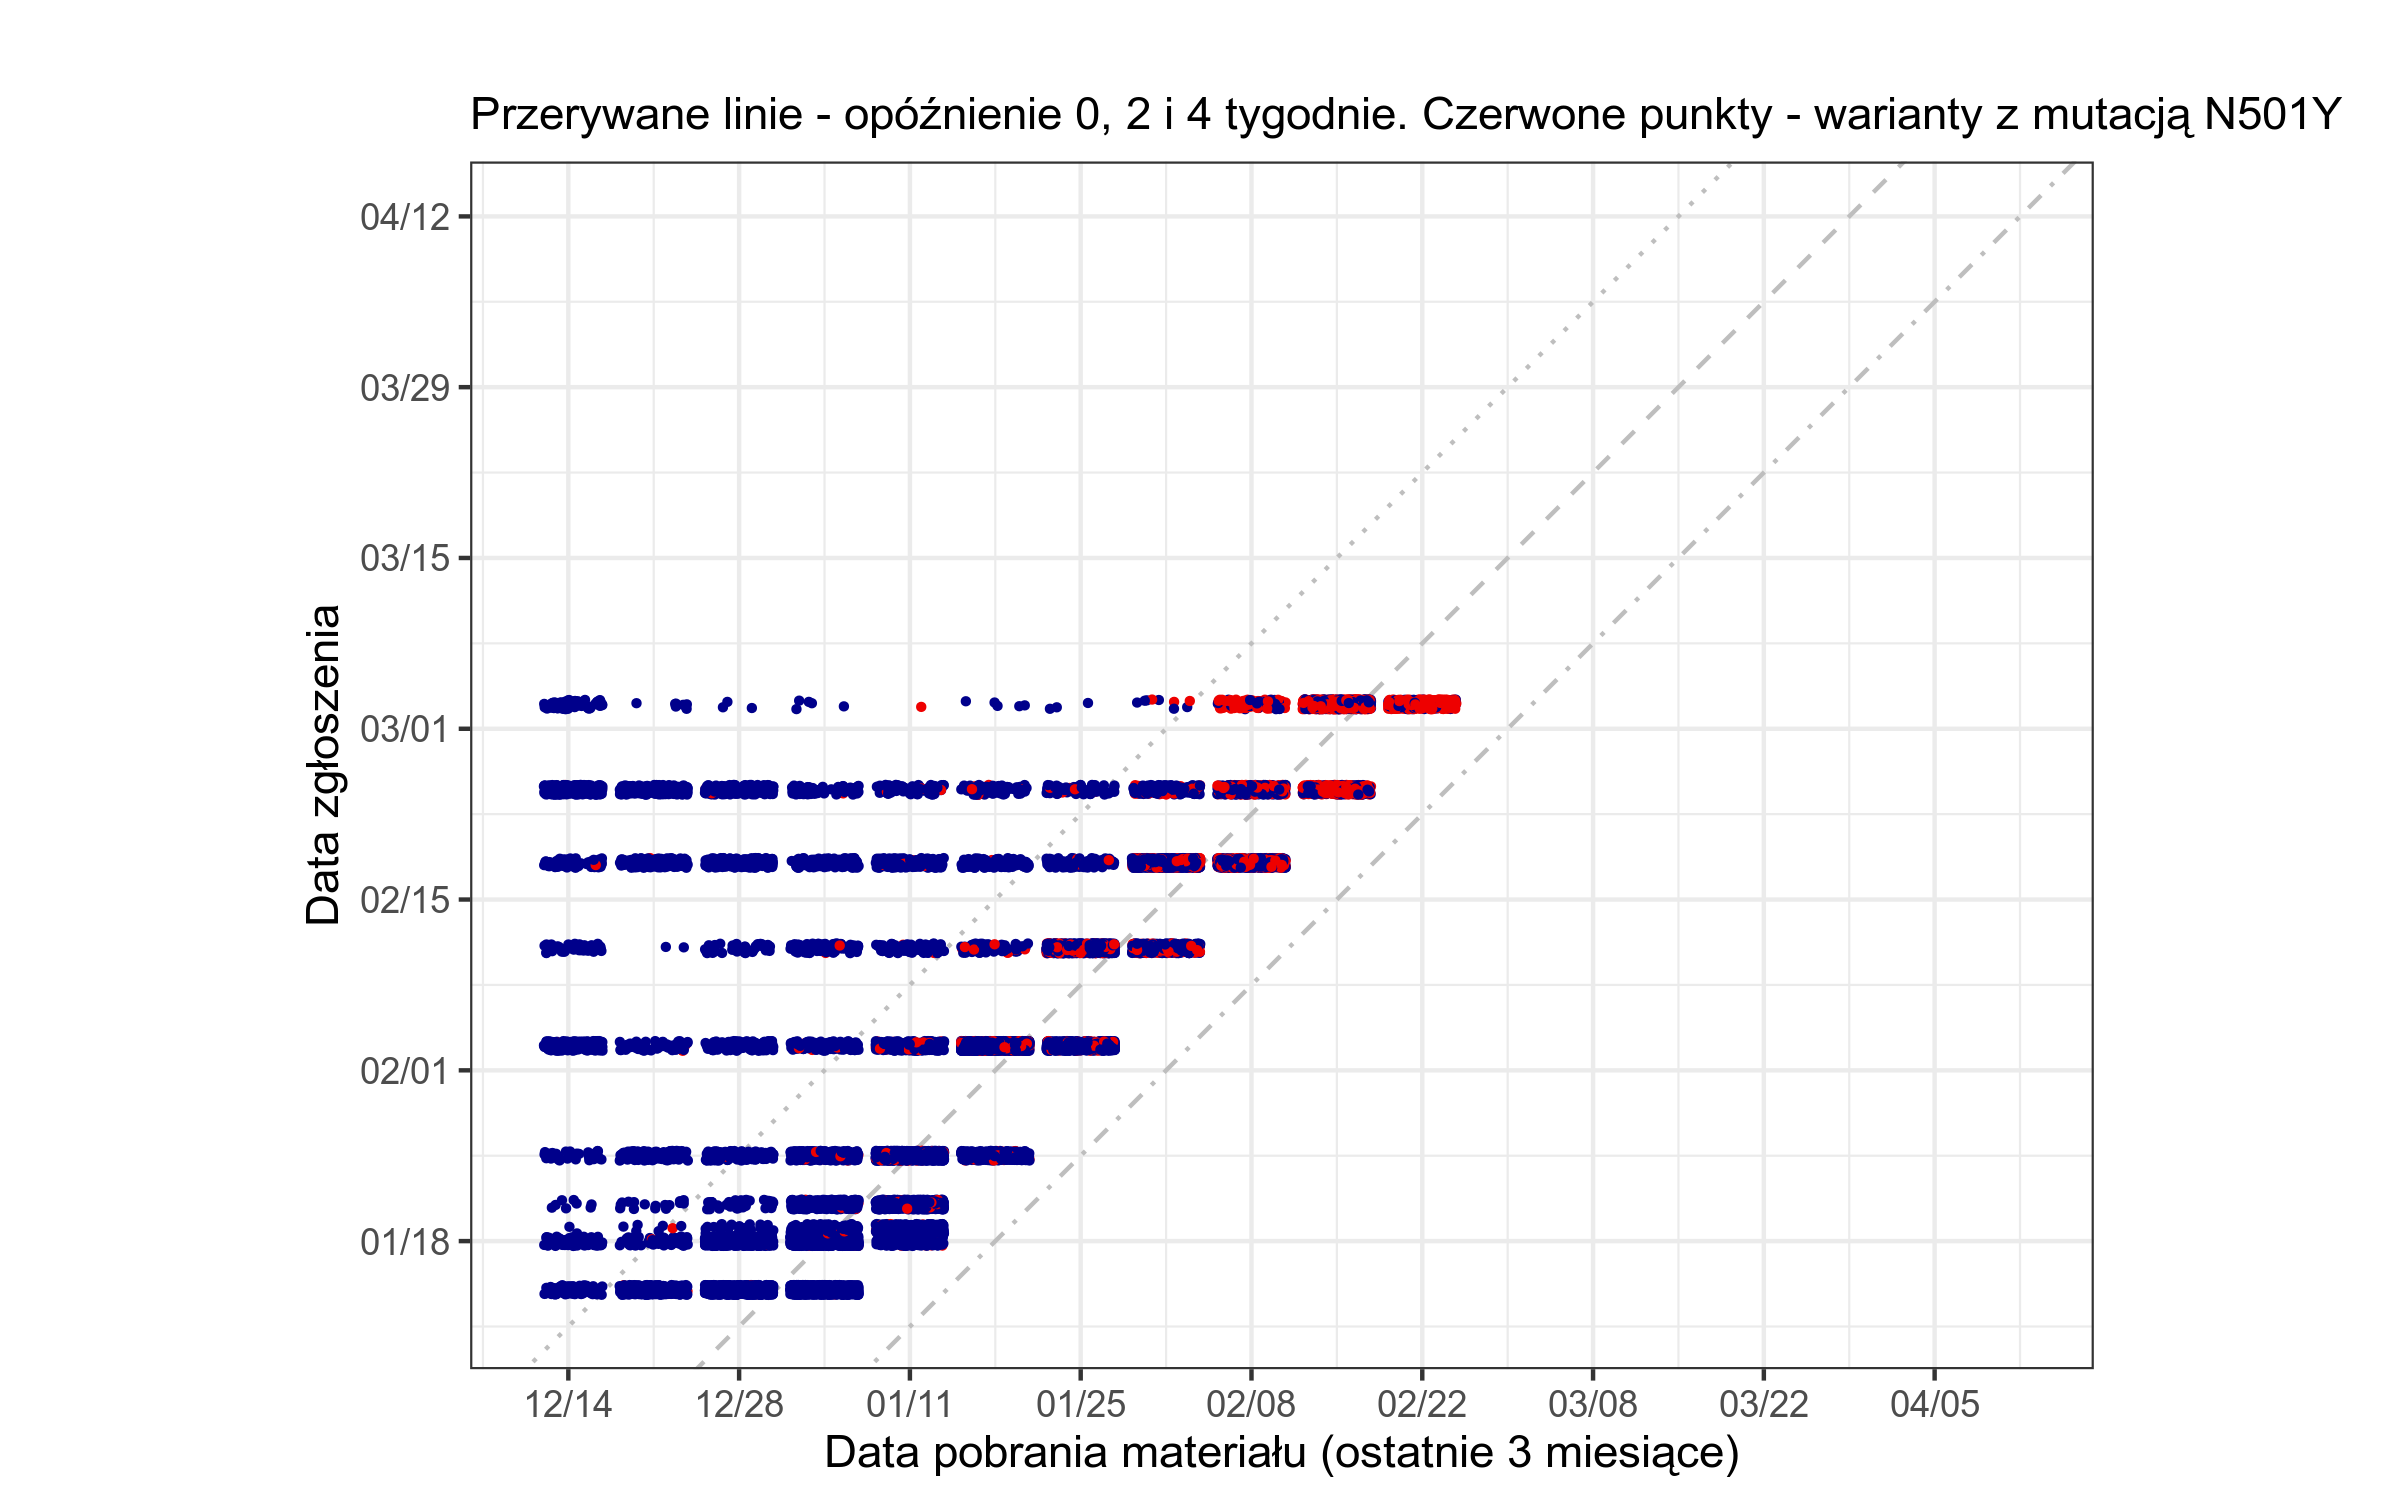 Przerywane linie - opóźnienie 0, 2 i 4 tygodnie. Czerwone punkty - warianty z mutacją N501Y
Data zgłoszenia
04/12
03/29
03/15
03/01
02/15
02/01
01/18
12/14 12/28 01/11 01/25 02/08 02/22 03/08 03/22 04/05
Data pobrania materiału (ostatnie 3 miesiące)